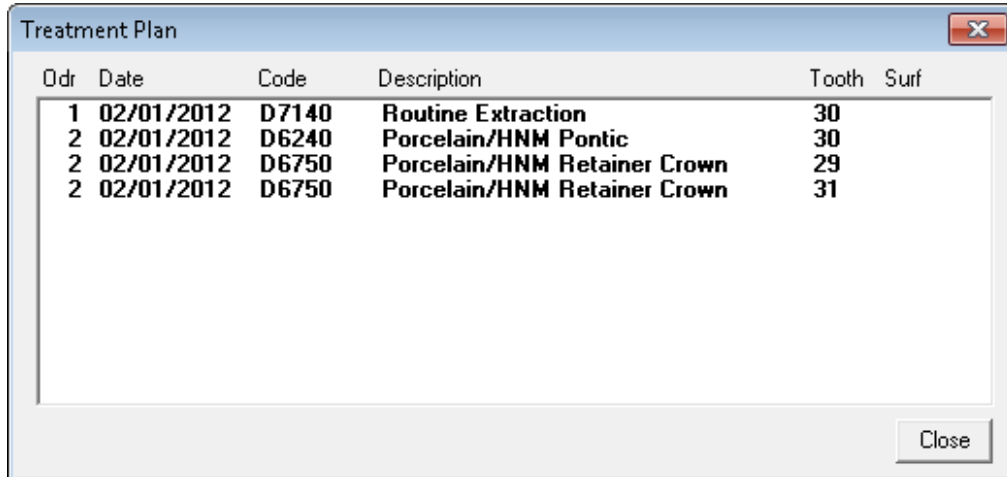 Treatment Plan
Odr Date Code Description Tooth Surf
1 02/01/2012 D7140 Routine Extraction 30
2 02/01/2012 D6240 Porcelain/HNM Pontic 30
2 02/01/2012 D6750 Porcelain/HNM Retainer Crown 29
2 02/01/2012 D6750 Porcelain/HNM Retainer Crown 31
Close